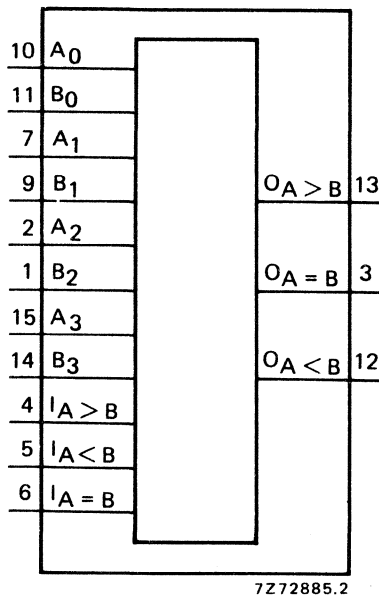 10 A0
11 B0
7 A1
9 B1
2 A2
1 B2
15 A3
14 B3
4 IA > B
5 IA < B
6 IA = B
OA > B 13
OA = B 3
OA < B 12
7Z72885.2